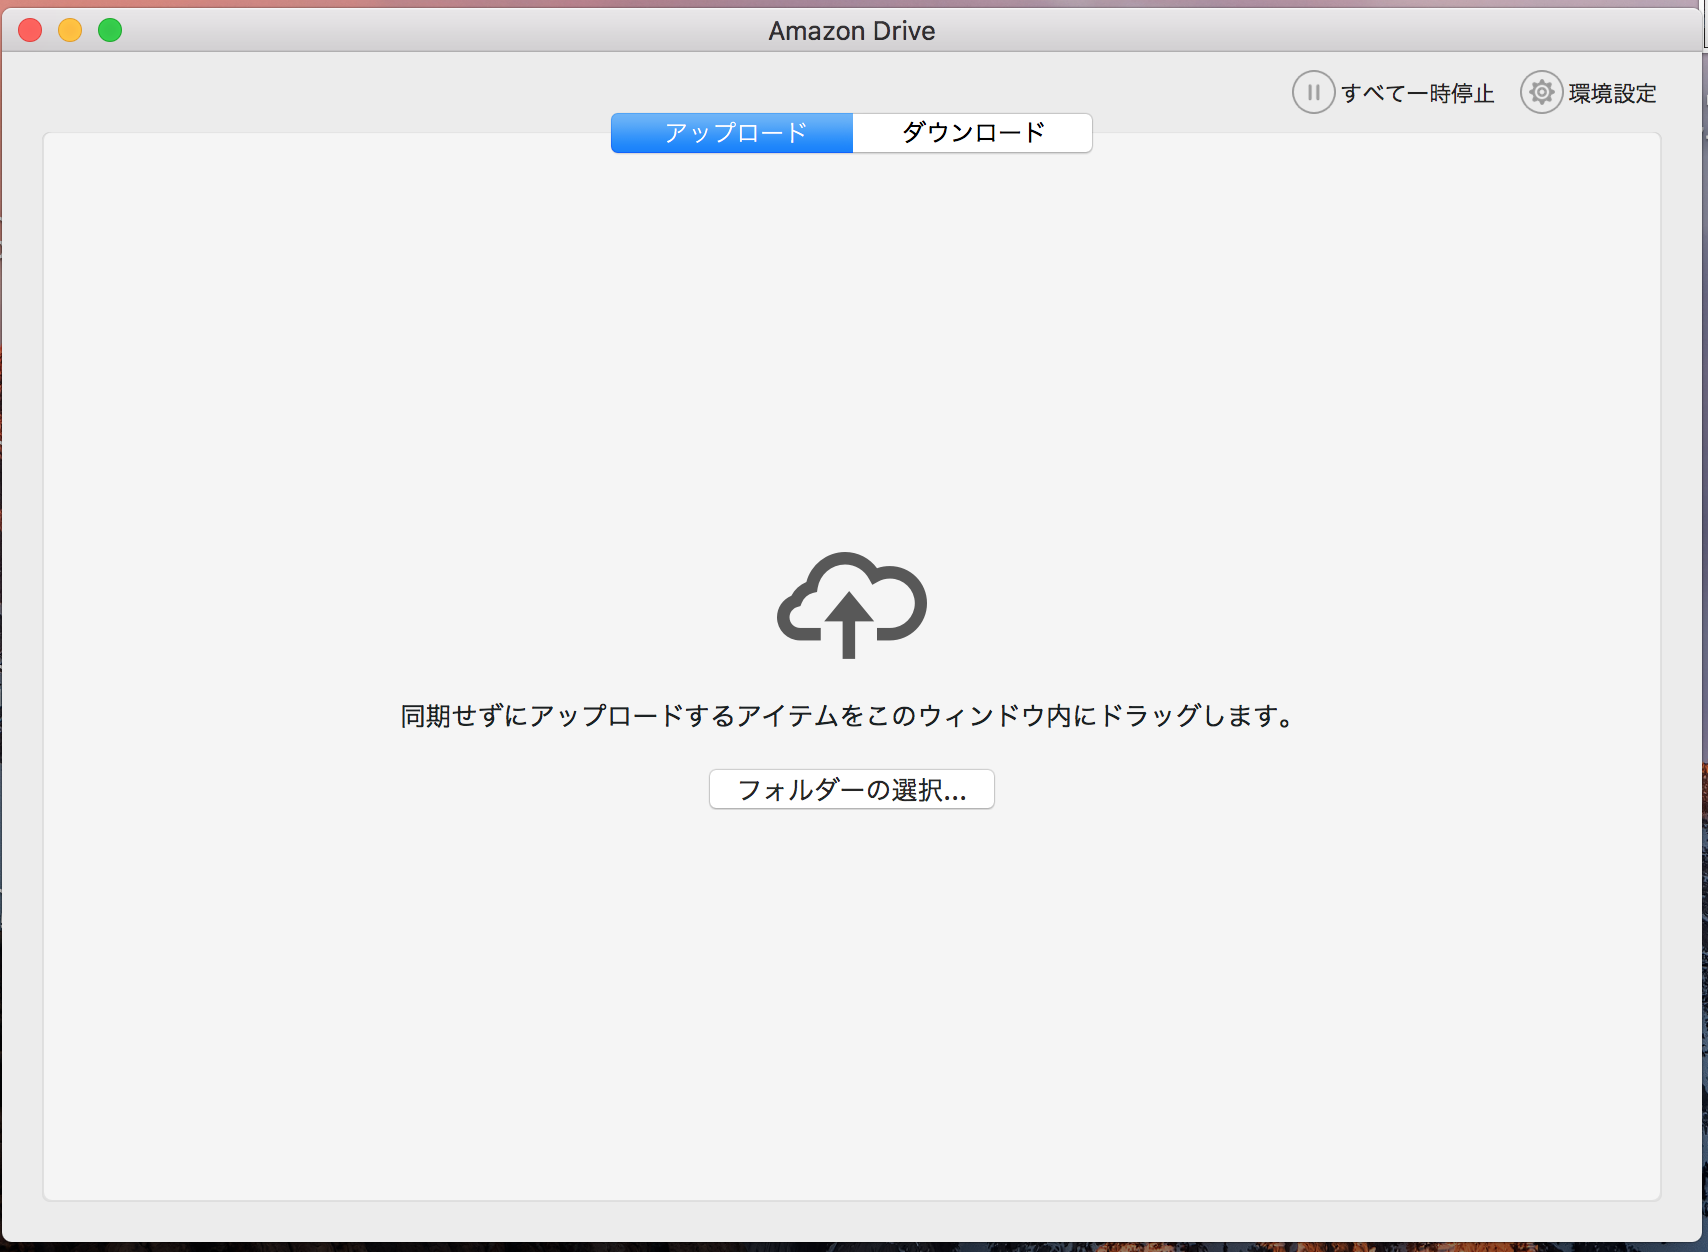 Amazon Drive
すべて一時停止
環境設定
アップロード
ダウンロード
同期せずにアップロードするアイテムをこのウィンドウ内にドラッグします。
フォルダーの選択...